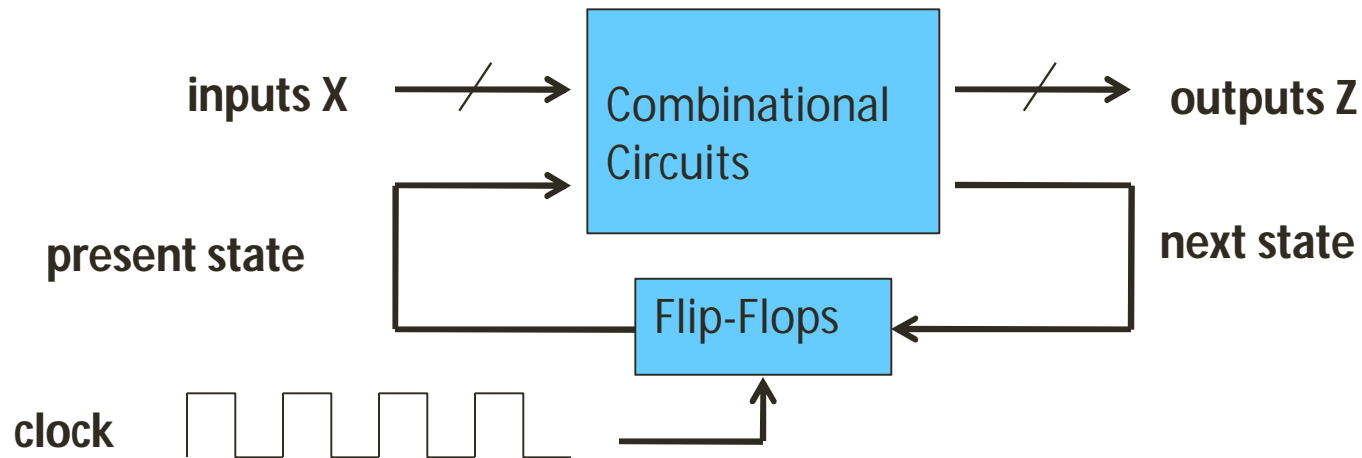 inputs X
Combinational
Circuits
outputs Z
present state
next state
Flip-Flops
clock